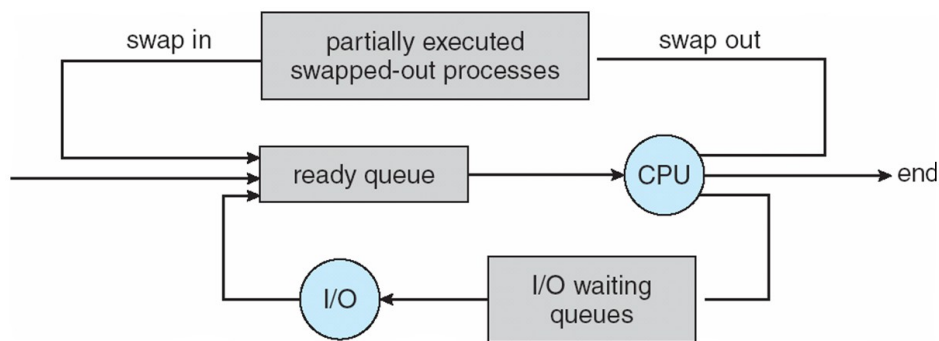 swap in
partially executed
swapped-out processes
swap out
ready queue
CPU
end
I/O
I/O waiting
queues